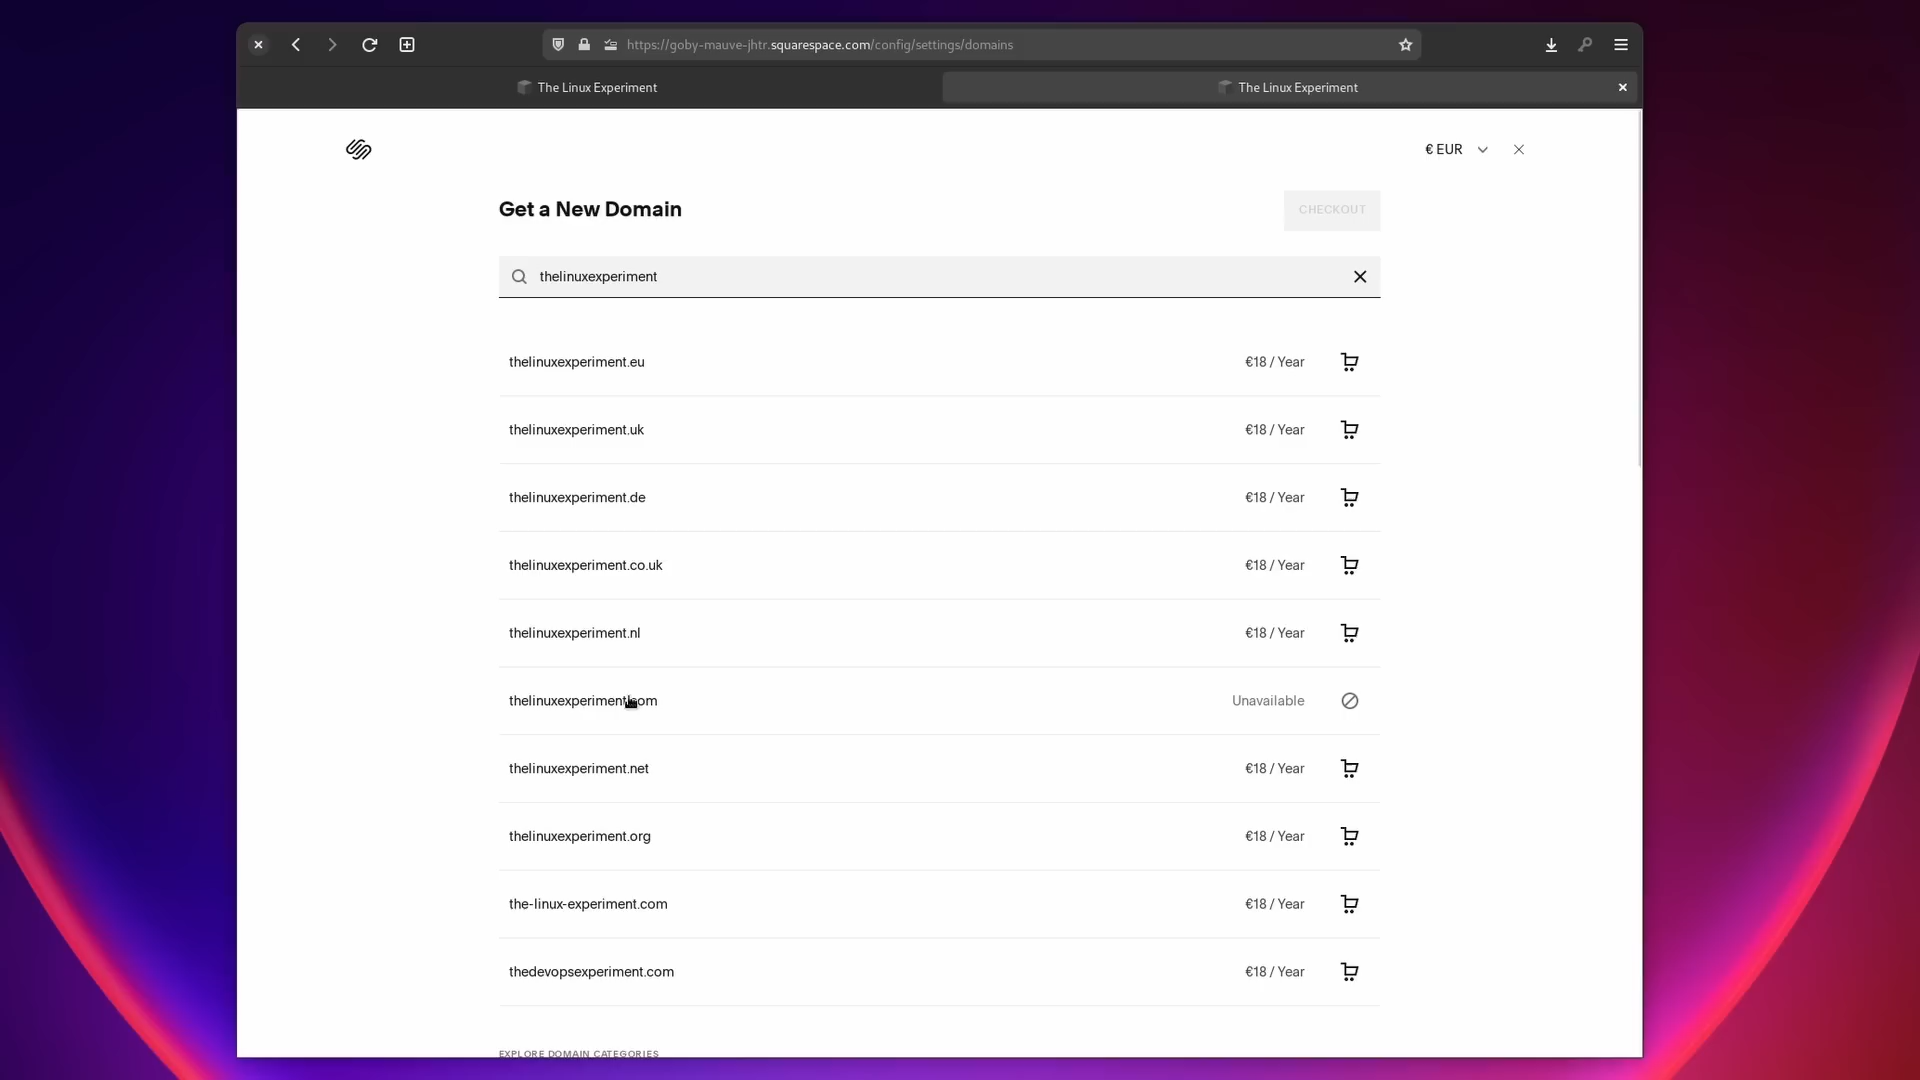 https://goby-mauve-jhtr.squarespace.com/config/settings/domains
The Linux Experiment
The Linux Experiment
€ EUR
Get a New Domain
CHECKOUT
thelinuxexperiment
thelinuxexperiment.eu €18 / Year
thelinuxexperiment.uk €18 / Year
thelinuxexperiment.de €18 / Year
thelinuxexperiment.co.uk €18 / Year
thelinuxexperiment.nl €18 / Year
thelinuxexperiment.com Unavailable
thelinuxexperiment.net €18 / Year
thelinuxexperiment.org €18 / Year
the-linux-experiment.com €18 / Year
thedevopsexperiment.com €18 / Year
EXPLORE DOMAIN CATEGORIES